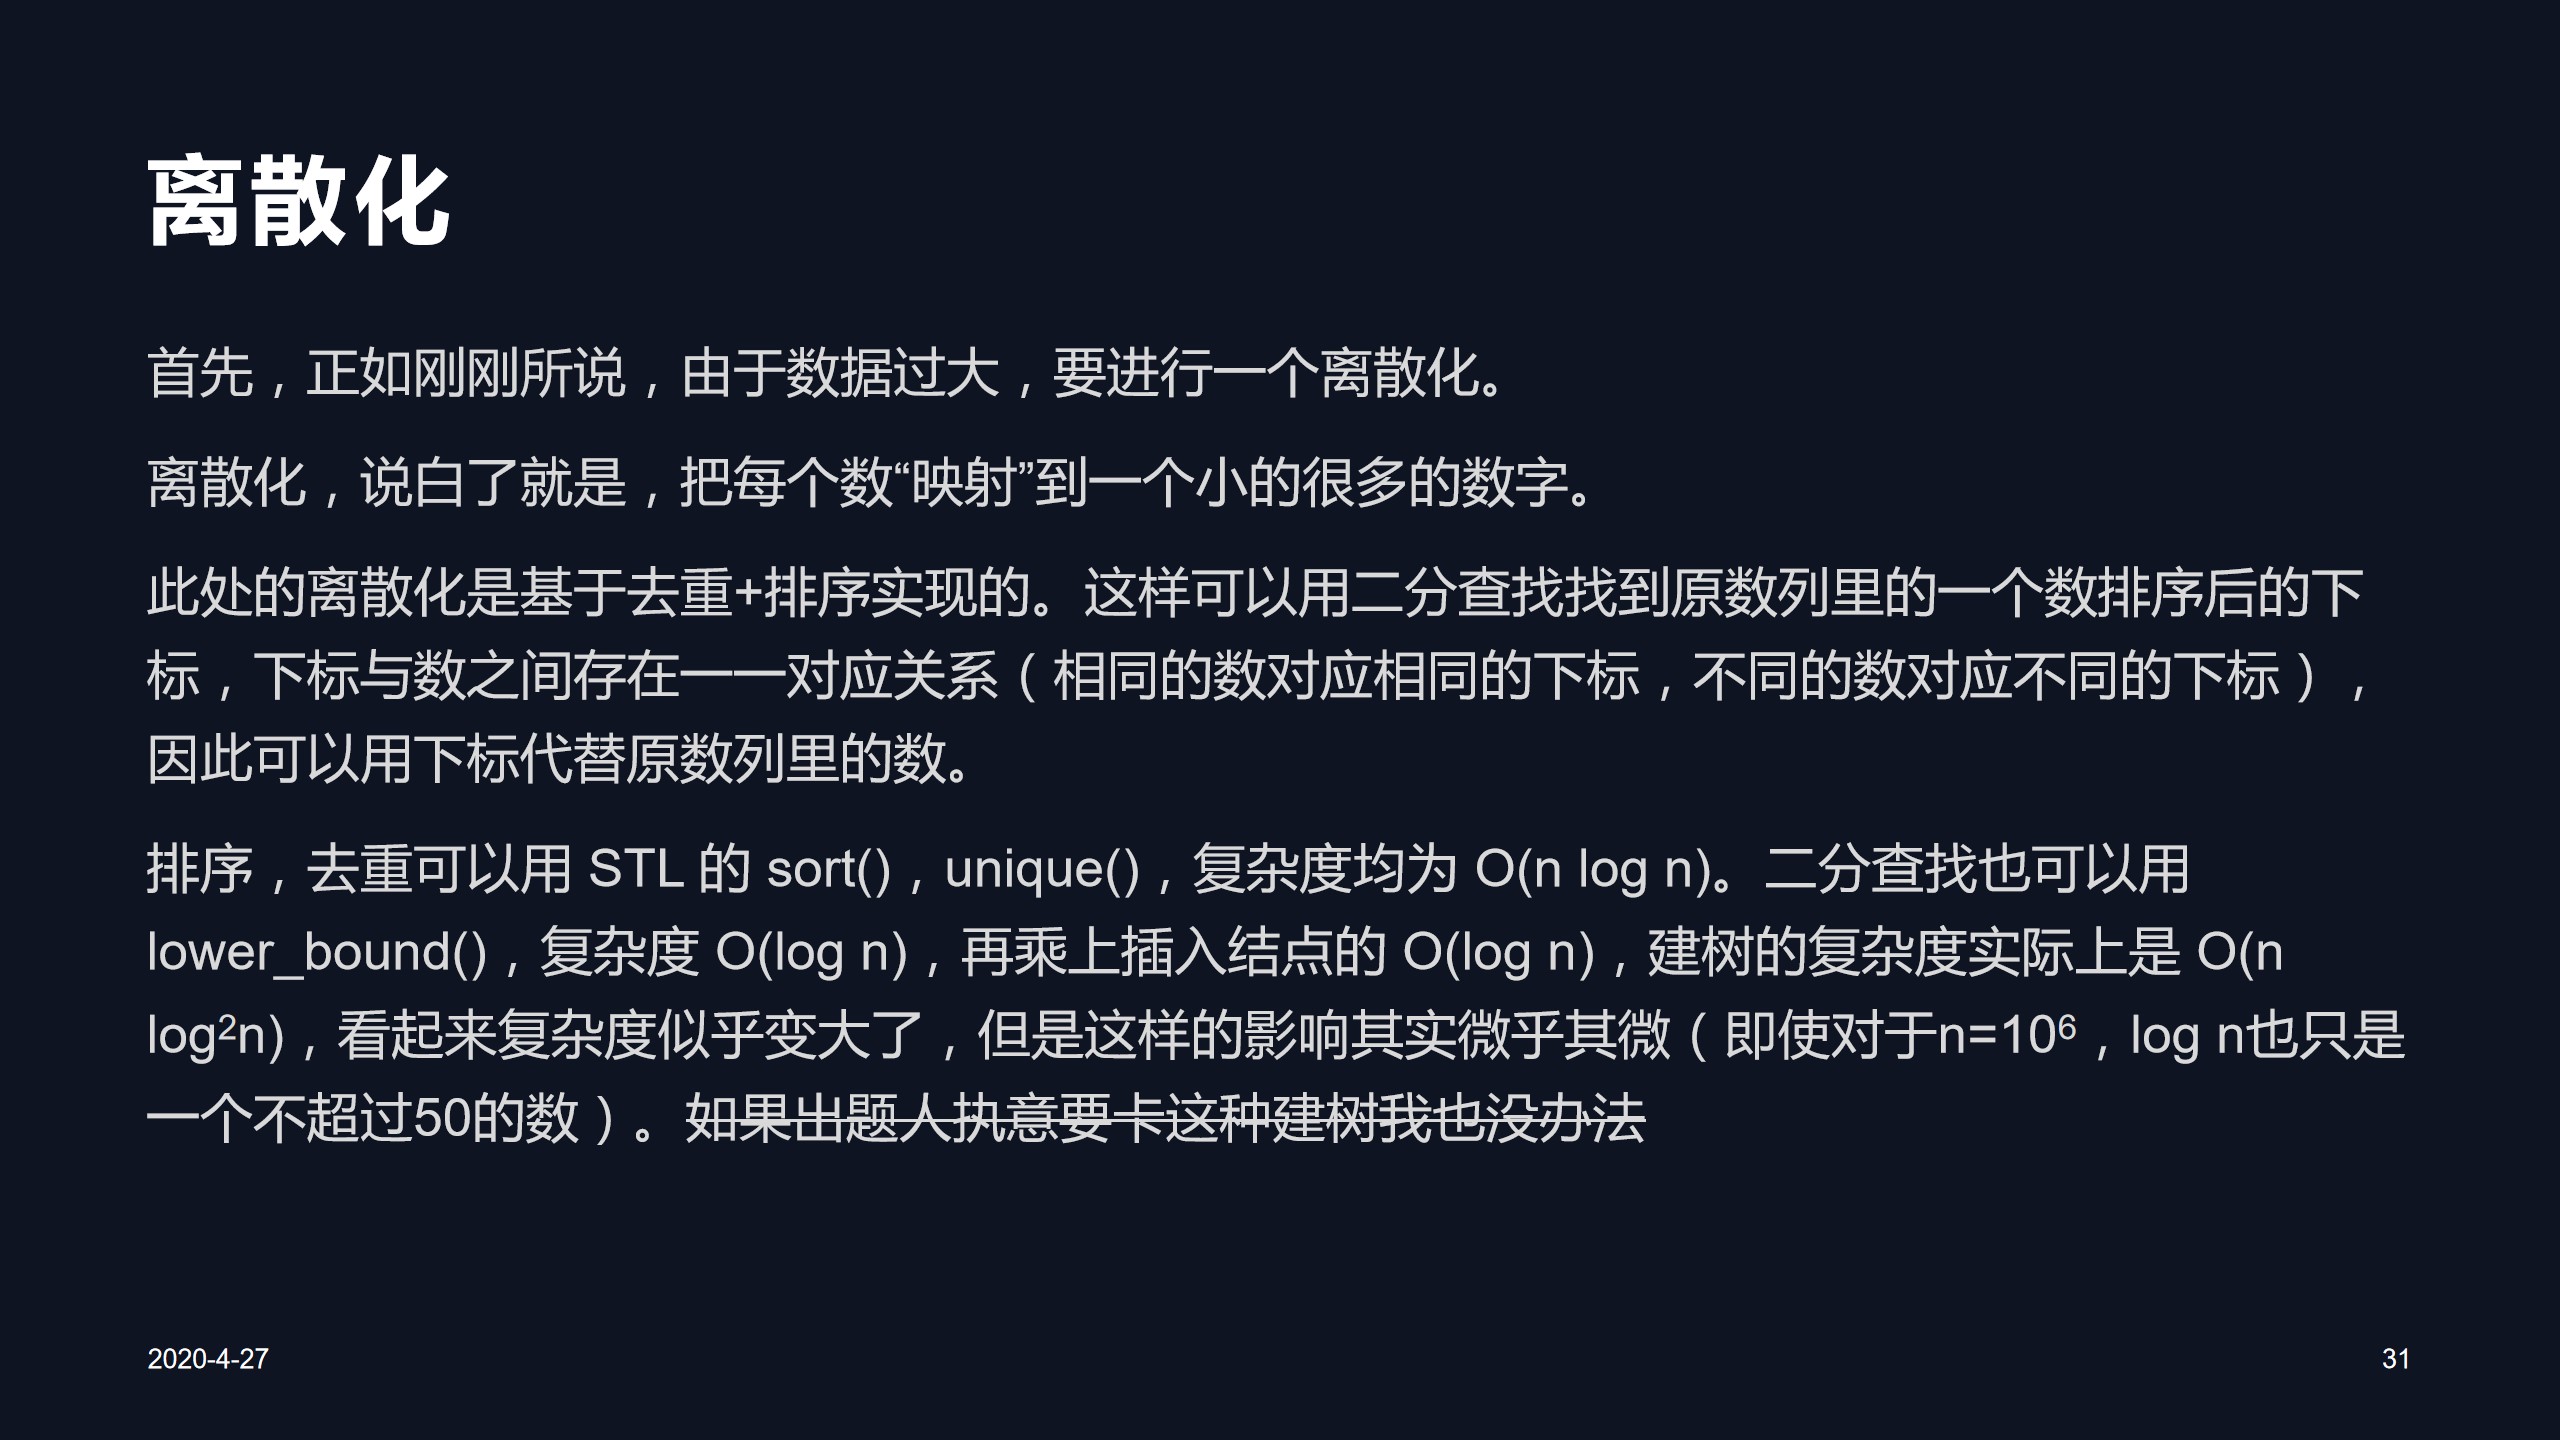 离散化
首先，正如刚刚所说，由于数据过大，要进行一个离散化。
离散化，说白了就是，把每个数“映射”到一个小的很多的数字。
此处的离散化是基于去重+排序实现的。这样可以用二分查找找到原数列里的一个数排序后的下
标，下标与数之间存在一一对应关系（相同的数对应相同的下标，不同的数对应不同的下标），
因此可以用下标代替原数列里的数。
排序，去重可以用 STL 的 sort()，unique()，复杂度均为 O(n log n)。二分查找也可以用
lower_bound()，复杂度 O(log n)，再乘上插入结点的 O(log n)，建树的复杂度实际上是 O(n
log²n)，看起来复杂度似乎变大了，但是这样的影响其实微乎其微（即使对于n=10⁶，log n也只是
一个不超过50的数）。如果出题人执意要卡这种建树我也没办法
2020-4-27
31